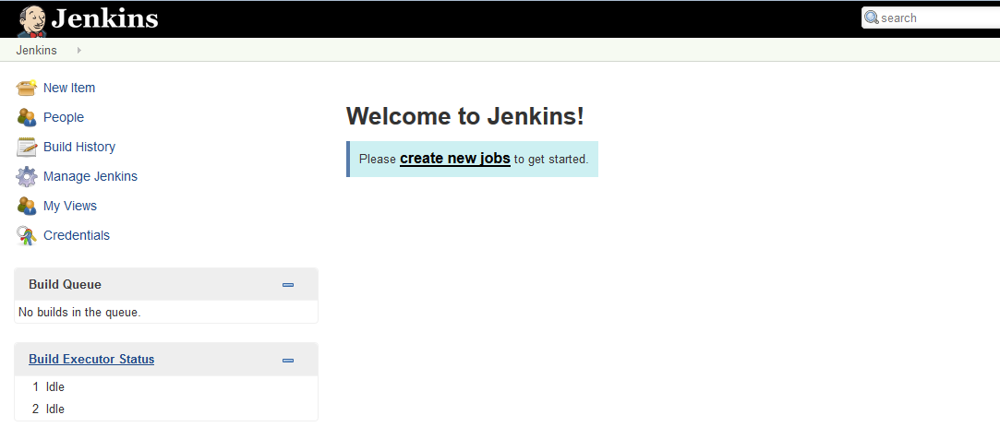 Jenkins
search
Jenkins
New Item
People
Build History
Manage Jenkins
My Views
Credentials
Welcome to Jenkins!
Please create new jobs to get started.
Build Queue
No builds in the queue.
Build Executor Status
1 Idle
2 Idle